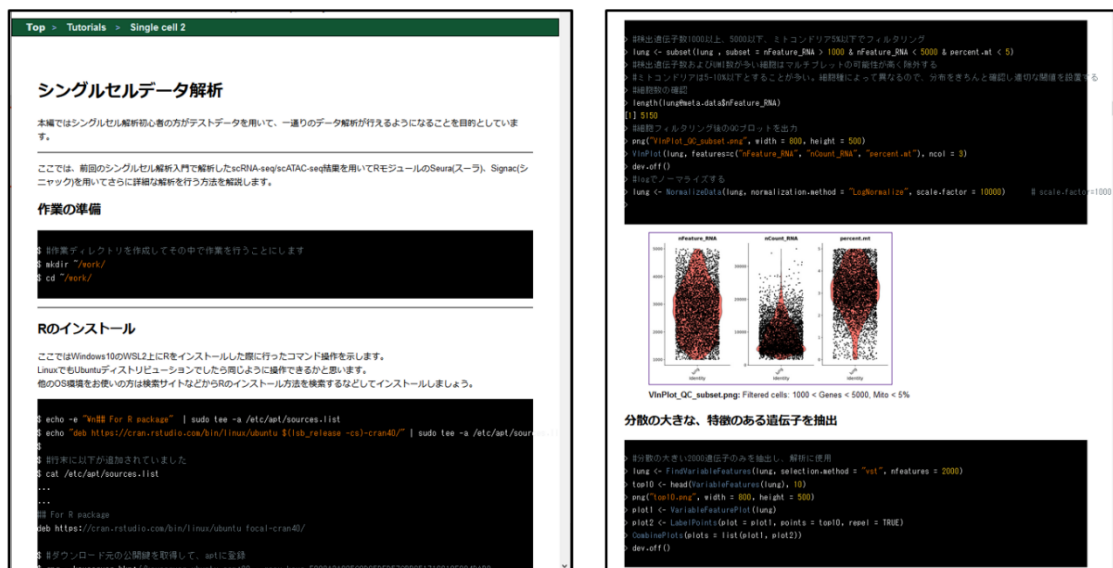 Top > Tutorials > Single cell 2
シングルセルデータ解析
本編ではシングルセル解析初心者の方がテストデータを用いて、一通りのデータ解析が行えるようになることを目的としていま
す。
ここでは、前回のシングルセル解析入門で解析したscRNA-seq/scATAC-seq結果を用いてRモジュールのSeura(スーラ)、Signac(シ
ニャック)を用いてさらに詳細な解析を行う方法を解説します。
作業の準備
$ #作業ディレクトリを作成してその中で作業を行うことにします
$ mkdir ~/work/
$ cd ~/work/
Rのインストール
ここではWindows10のWSL2上にRをインストールした際に行ったコマンド操作を示します。
LinuxでもUbuntuディストリビューションでしたら同じように操作できるかと思います。
他のOS環境をお使いの方は検索サイトなどからRのインストール方法を検索するなどしてインストールしましょう。
$ echo -e "¥n## For R package" | sudo tee -a /etc/apt/sources.list
$ echo "deb https://cran.rstudio.com/bin/linux/ubuntu $(lsb_release -cs)-cran40/" | sudo tee -a /etc/apt/sources.l
$
$ #行末に以下が追加されていました
$ cat /etc/apt/sources.list
...
...
## For R package
deb https://cran.rstudio.com/bin/linux/ubuntu focal-cran40/
$ #ダウンロード元の公開鍵を取得して、aptに登録
> #検出遺伝子数1000以上、5000以下、ミトコンドリア5%以下でフィルタリング
> lung <- subset(lung , subset = nFeature_RNA > 1000 & nFeature_RNA < 5000 & percent.mt < 5)
> #検出遺伝子数およびUMI数が多い細胞はマルチプレットの可能性が高く除外する
> #ミトコンドリアは5-10%以下とすることが多い。細胞種によって異なるので、分布をきちんと確認し適切な閾値を設置する
> #細胞数の確認
> length(lung@meta.data$nFeature_RNA)
[1] 5150
> #細胞フィルタリング後のQCプロットを出力
> png("VlnPlot_QC_subset.png", width = 800, height = 500)
> VlnPlot(lung, features=c("nFeature_RNA", "nCount_RNA", "percent.mt"), ncol = 3)
> dev.off()
> #logでノーマライズする
> lung <- NormalizeData(lung, normalization.method = "LogNormalize", scale.factor = 10000) # scale.factor=1000
>
nFeature_RNA nCount_RNA percent.mt
5000 4000 3000 2000 1000
30000 20000 10000 0
5 4 3 2 1 0
lung lung lung
Identity Identity Identity
VlnPlot_QC_subset.png: Filtered cells: 1000 < Genes < 5000, Mito < 5%
分散の大きな、特徴のある遺伝子を抽出
> #分散の大きい2000遺伝子のみを抽出し、解析に使用
> lung <- FindVariableFeatures(lung, selection.method = "vst", nfeatures = 2000)
> top10 <- head(VariableFeatures(lung), 10)
> png("top10.png", width = 800, height = 500)
> plot1 <- VariableFeaturePlot(lung)
> plot2 <- LabelPoints(plot = plot1, points = top10, repel = TRUE)
> CombinePlots(plots = list(plot1, plot2))
> dev.off()